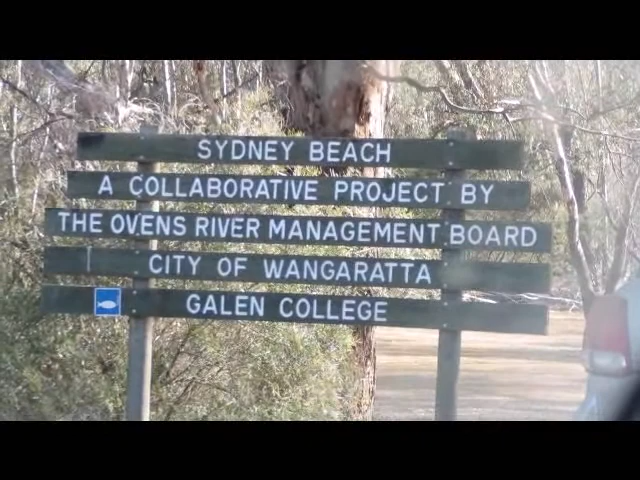 SYDNEY BEACH
A COLLABORATIVE PROJECT BY
THE OVENS RIVER MANAGEMENT BOARD
CITY OF WANGARATTA
GALEN COLLEGE